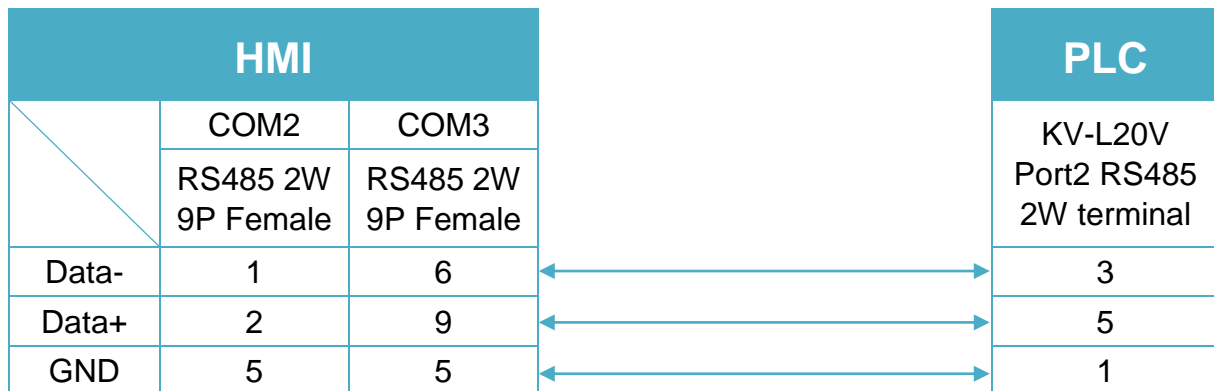 HMI PLC
COM2 COM3
KV-L20V
Port2 RS485
2W terminal
RS485 2W RS485 2W
9P Female 9P Female
Data- 1 6 3
Data+ 2 9 5
GND 5 5 1